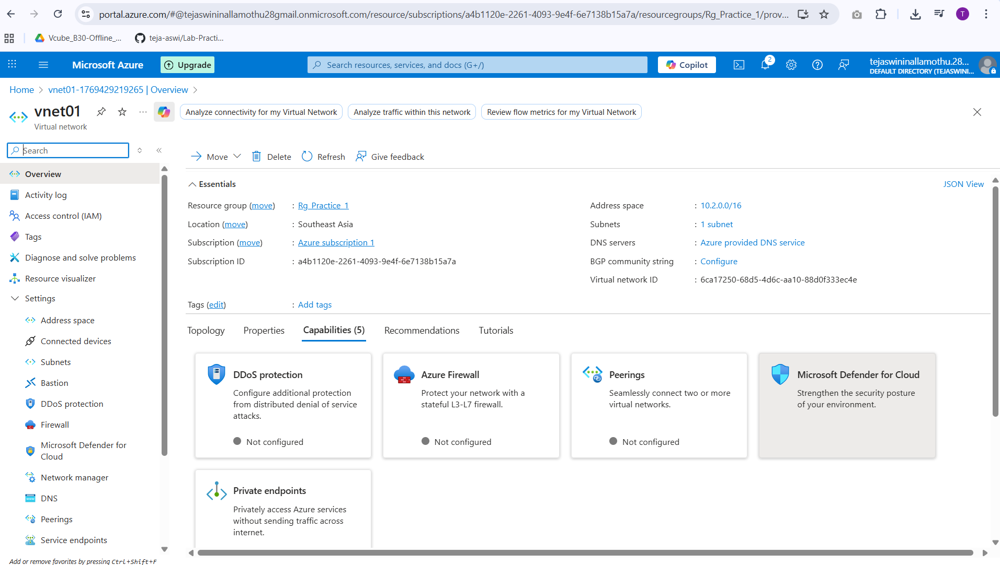 portal.azure.com/#@tejaswininallamothu28gmail.onmicrosoft.com/resource/subscriptions/a4b1120e-2261-4093-9e4f-6e7138b15a7a/resourcegroups/Rg_Practice_1/prov...
T
Vcube_B30-Offline_...
teja-aswi/Lab-Practi...
Microsoft Azure
Upgrade
Search resources, services, and docs (G+/)
Copilot
2
tejaswininallamothu.28...
DEFAULT DIRECTORY (TEJASWINI...
Home > vnet01-1769429219265 | Overview >
vnet01
Virtual network
Analyze connectivity for my Virtual Network
Analyze traffic within this network
Review flow metrics for my Virtual Network
Search
Overview
Activity log
Access control (IAM)
Tags
Diagnose and solve problems
Resource visualizer
Settings
Address space
Connected devices
Subnets
Bastion
DDoS protection
Firewall
Microsoft Defender for
Cloud
Network manager
DNS
Peerings
Service endpoints
Add or remove favorites by pressing Ctrl+Shift+F
Move
Delete
Refresh
Give feedback
Essentials
JSON View
Resource group (move) : Rg_Practice_1
Location (move) : Southeast Asia
Subscription (move) : Azure subscription 1
Subscription ID : a4b1120e-2261-4093-9e4f-6e7138b15a7a
Address space : 10.2.0.0/16
Subnets : 1 subnet
DNS servers : Azure provided DNS service
BGP community string : Configure
Virtual network ID : 6ca17250-68d5-4d6c-aa10-88d0f333ec4e
Tags (edit) : Add tags
Topology
Properties
Capabilities (5)
Recommendations
Tutorials
DDoS protection
Configure additional protection
from distributed denial of service
attacks.
Not configured
Azure Firewall
Protect your network with a
stateful L3-L7 firewall.
Not configured
Peerings
Seamlessly connect two or more
virtual networks.
Not configured
Microsoft Defender for Cloud
Strengthen the security posture
of your environment.
Private endpoints
Privately access Azure services
without sending traffic across
internet.